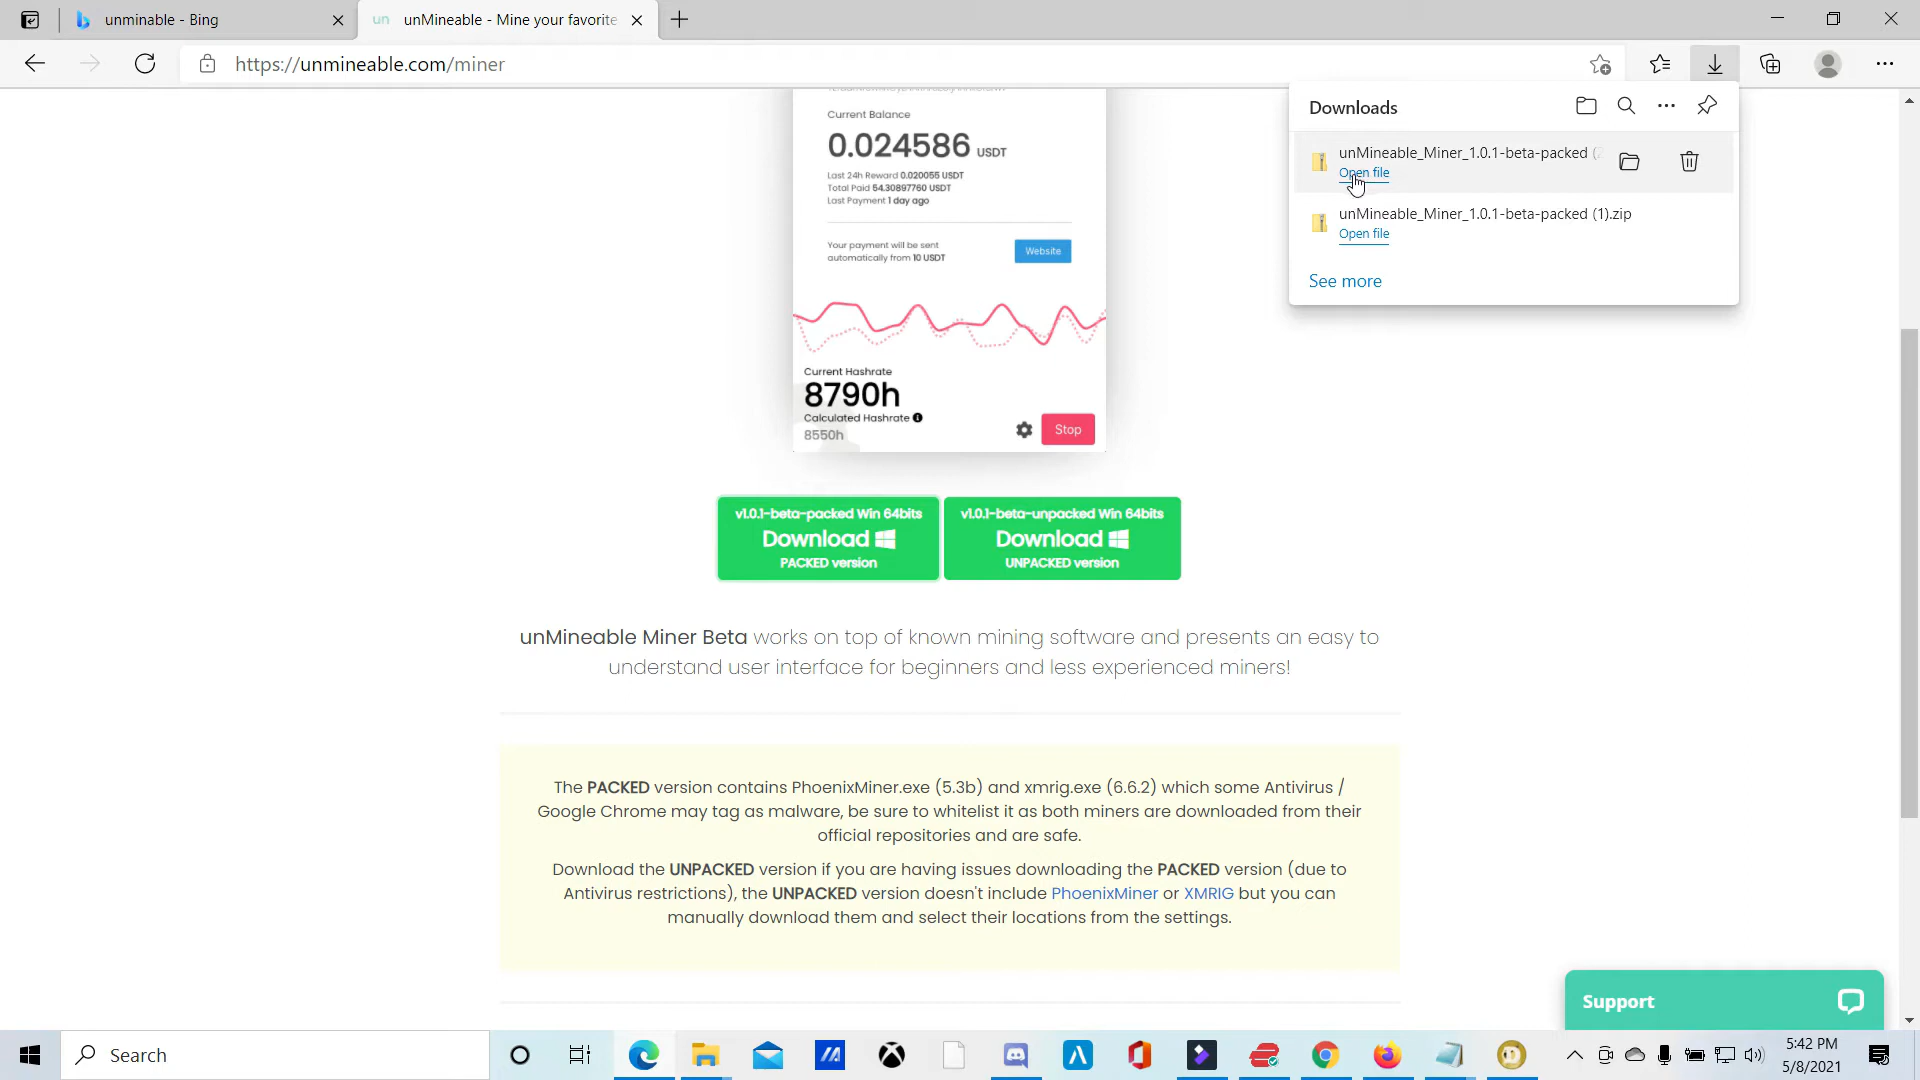 unminable - Bing
un unMineable - Mine your favorite
https://unmineable.com/miner
Downloads
unMineable_Miner_1.0.1-beta-packed
Open file
unMineable_Miner_1.0.1-beta-packed (1).zip
Open file
See more
Current Balance
0.024586 USDT
Last 24h Reward 0.020055 USDT
Total Paid 54.30897760 USDT
Last Payment 1 day ago
Your payment will be sent
automatically from 10 USDT
Website
Current Hashrate
8790h
Calculated Hashrate
8550h
Stop
v1.0.1-beta-packed Win 64bits
Download
PACKED version
v1.0.1-beta-unpacked Win 64bits
Download
UNPACKED version
unMineable Miner Beta works on top of known mining software and presents an easy to
understand user interface for beginners and less experienced miners!
The PACKED version contains PhoenixMiner.exe (5.3b) and xmrig.exe (6.6.2) which some Antivirus /
Google Chrome may tag as malware, be sure to whitelist it as both miners are downloaded from their
official repositories and are safe.
Download the UNPACKED version if you are having issues downloading the PACKED version (due to
Antivirus restrictions), the UNPACKED version doesn't include PhoenixMiner or XMRIG but you can
manually download them and select their locations from the settings.
Support
Search
5:42 PM
5/8/2021